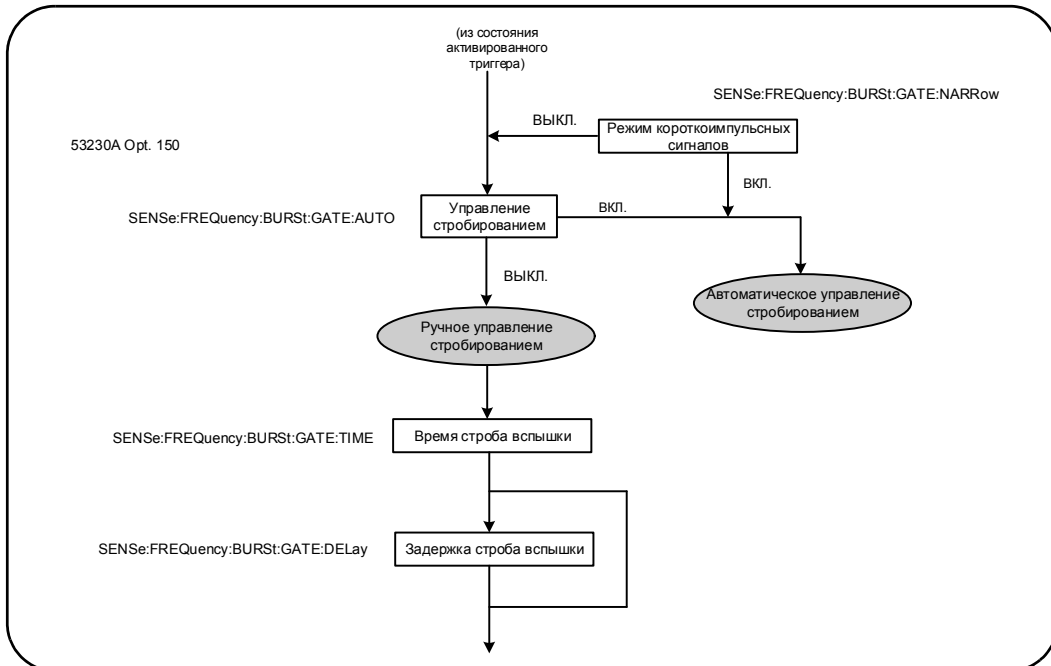 (из состояния
активированного
триггера)
SENSe:FREQuency:BURSt:GATE:NARRow
ВЫКЛ.
Режим короткоимпульсных
сигналов
53230A Opt. 150
ВКЛ.
SENSe:FREQuency:BURSt:GATE:AUTO
Управление
стробированием
ВКЛ.
ВЫКЛ.
Автоматическое управление
стробированием
Ручное управление
стробированием
SENSe:FREQuency:BURSt:GATE:TIME
Время строба вспышки
SENSe:FREQuency:BURSt:GATE:DELay
Задержка строба вспышки